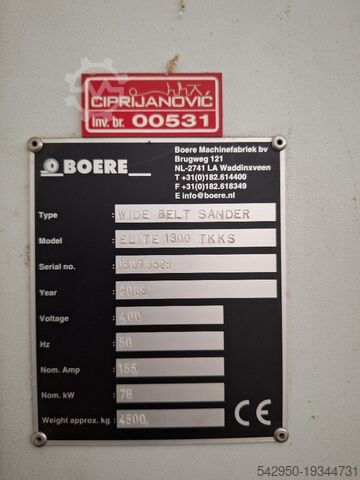 CIPRIJANOVIĆ
Inv. br. 00531
BOERE
Boere Machinefabriek bv
Brugweg 121
NL-2741 LA Waddinxveen
T +31(0)182.614400
F +31(0)182.618349
E info@boere.nl
Type : WIDE BELT SANDER
Model : ELITE 1300 TKKS
Serial no. :
Year : 2008
Voltage : 400
Hz : 50
Nom. Amp : 155
Nom. kW : 78
Weight approx. kg : 4500
CE
542950-19344731